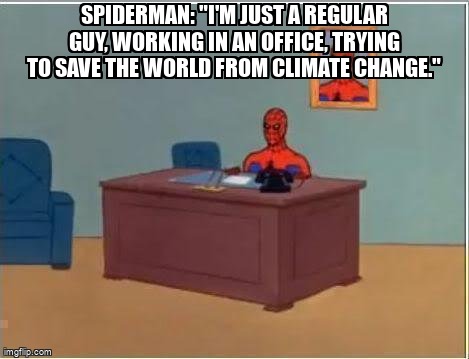 SPIDERMAN: "I'M JUST A REGULAR
GUY, WORKING IN AN OFFICE, TRYING
TO SAVE THE WORLD FROM CLIMATE CHANGE."
imgflip.com